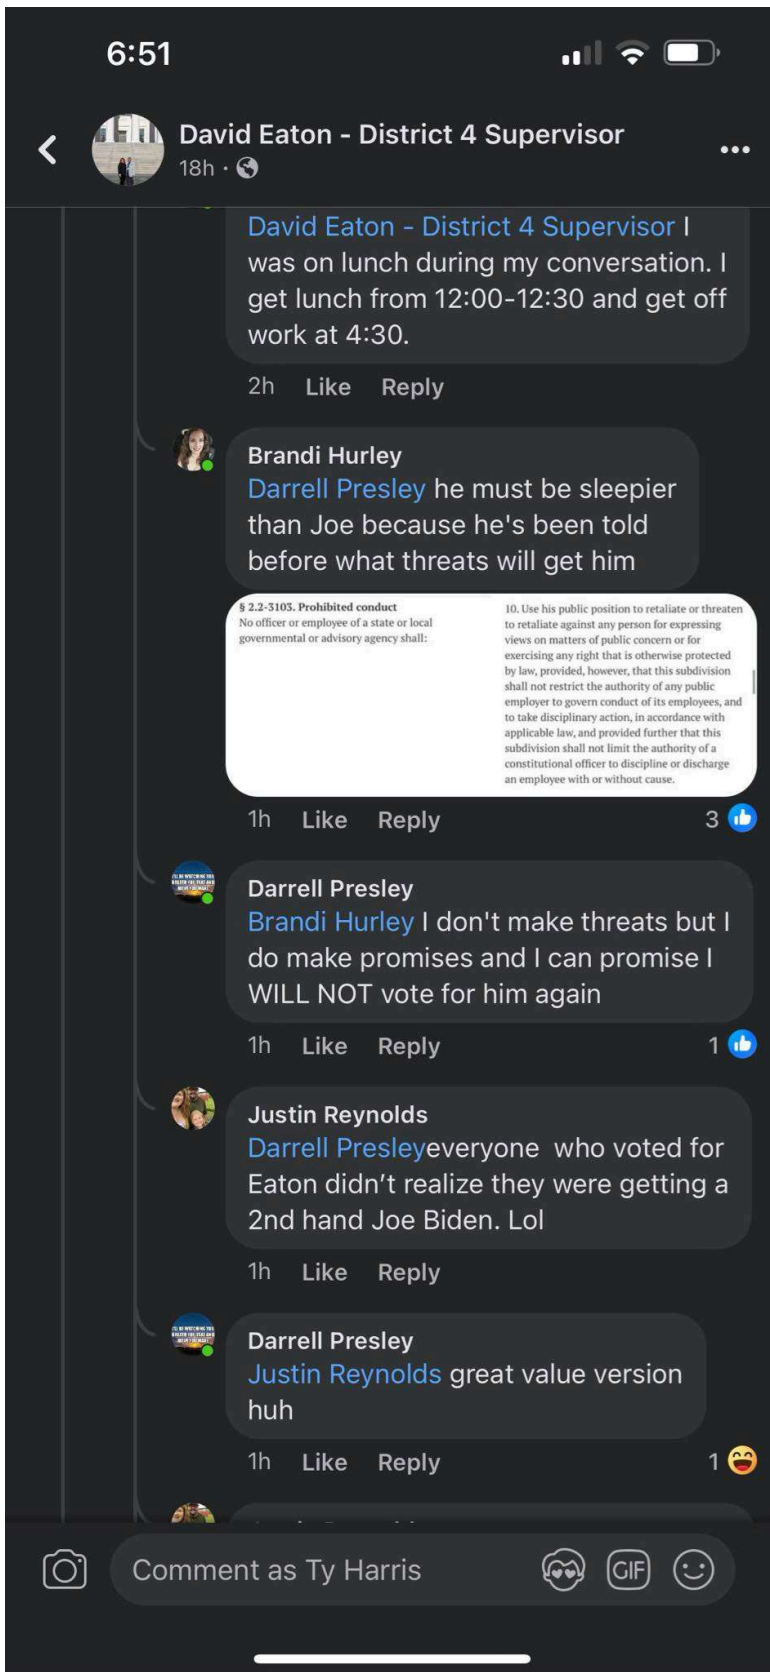 6:51
David Eaton - District 4 Supervisor
18h ·
David Eaton - District 4 Supervisor I
was on lunch during my conversation. I
get lunch from 12:00-12:30 and get off
work at 4:30.
2h Like Reply
Brandi Hurley
Darrell Presley he must be sleepier
than Joe because he's been told
before what threats will get him
§ 2.2-3103. Prohibited conduct
No officer or employee of a state or local
governmental or advisory agency shall:
10. Use his public position to retaliate or threaten
to retaliate against any person for expressing
views on matters of public concern or for
exercising any right that is otherwise protected
by law, provided, however, that this subdivision
shall not restrict the authority of any public
employer to govern conduct of its employees, and
to take disciplinary action, in accordance with
applicable law, and provided further that this
subdivision shall not limit the authority of a
constitutional officer to discipline or discharge
an employee with or without cause.
1h Like Reply 3
Darrell Presley
Brandi Hurley I don't make threats but I
do make promises and I can promise I
WILL NOT vote for him again
1h Like Reply 1
Justin Reynolds
Darrell Presleyeveryone  who voted for
Eaton didn’t realize they were getting a
2nd hand Joe Biden. Lol
1h Like Reply
Darrell Presley
Justin Reynolds great value version
huh
1h Like Reply 1
Comment as Ty Harris
GIF